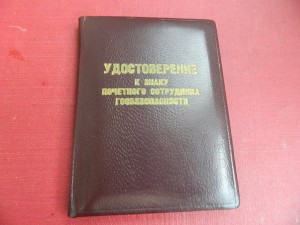 УДОСТОВЕРЕНИЕ
К ЗНАКУ
ПОЧЕТНОГО СОТРУДНИКА
ГОСБЕЗОПАСНОСТИ